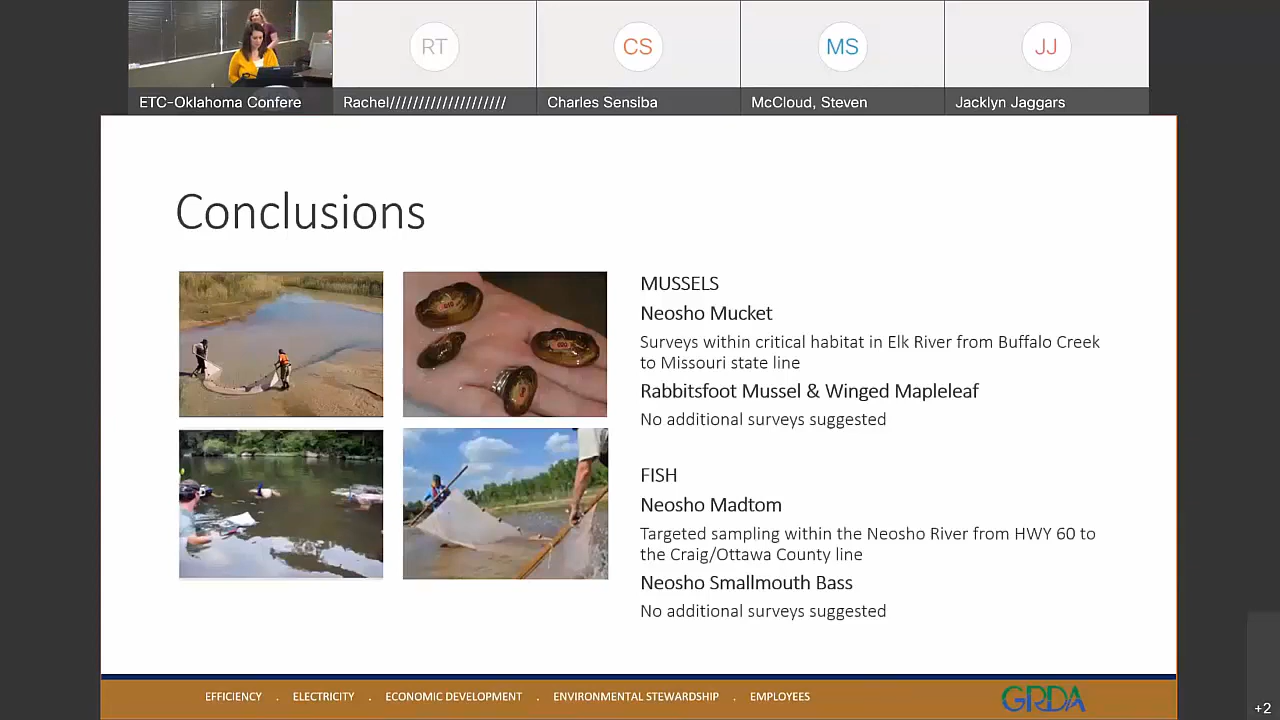 RT
CS
MS
JJ
ETC-Oklahoma Confere
Rachel////////////////////
Charles Sensiba
McCloud, Steven
Jacklyn Jaggars
Conclusions
MUSSELS
Neosho Mucket
Surveys within critical habitat in Elk River from Buffalo Creek
to Missouri state line
Rabbitsfoot Mussel & Winged Mapleleaf
No additional surveys suggested
FISH
Neosho Madtom
Targeted sampling within the Neosho River from HWY 60 to
the Craig/Ottawa County line
Neosho Smallmouth Bass
No additional surveys suggested
EFFICIENCY . ELECTRICITY . ECONOMIC DEVELOPMENT . ENVIRONMENTAL STEWARDSHIP . EMPLOYEES
GRDA
+2